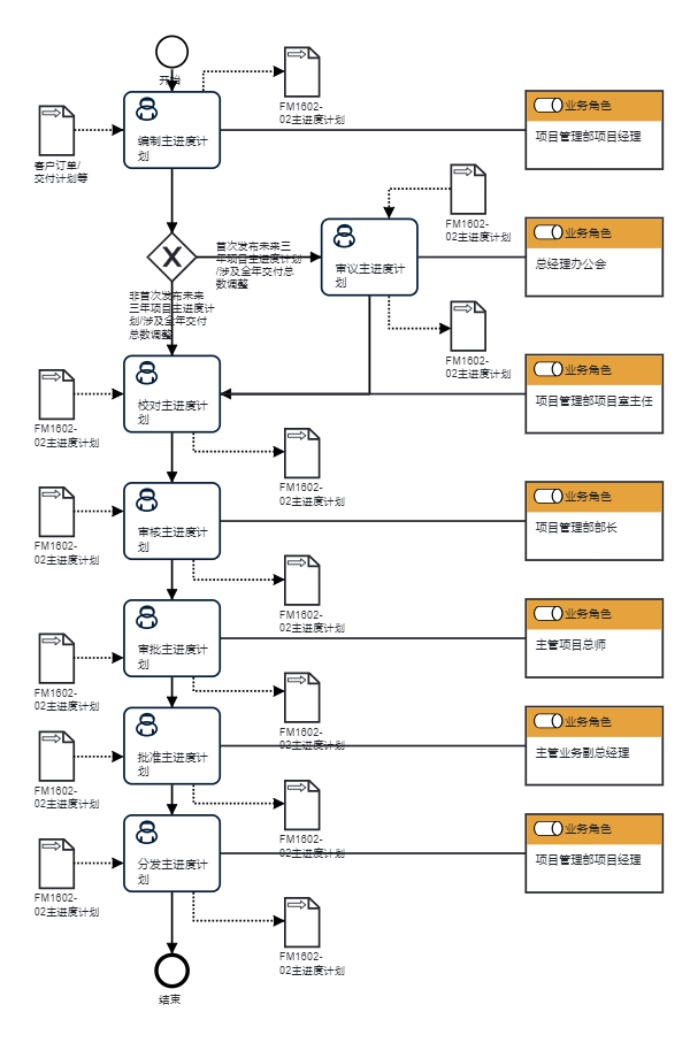 开始
FM1602-
02主进度计划
业务角色
编制主进度计
划
项目管理部项目经理
客户订单/
交付计划等
FM1602-
02主进度计划
业务角色
首次发布未来三
年项目主进度计划
/涉及全年交付总
数调整
审议主进度计
划
总经理办公会
非首次发布未来
三年项目主进度计
划/涉及全年交付
总数调整
FM1602-
02主进度计划
业务角色
校对主进度计
划
项目管理部项目室主任
FM1602-
02主进度计划
FM1602-
02主进度计划
业务角色
审核主进度计
划
项目管理部部长
FM1602-
02主进度计划
FM1602-
02主进度计划
业务角色
审批主进度计
划
主管项目总师
FM1602-
02主进度计划
FM1602-
02主进度计划
业务角色
批准主进度计
划
主管业务副总经理
FM1602-
02主进度计划
FM1602-
02主进度计划
业务角色
分发主进度计
划
项目管理部项目经理
FM1602-
02主进度计划
FM1602-
02主进度计划
结束